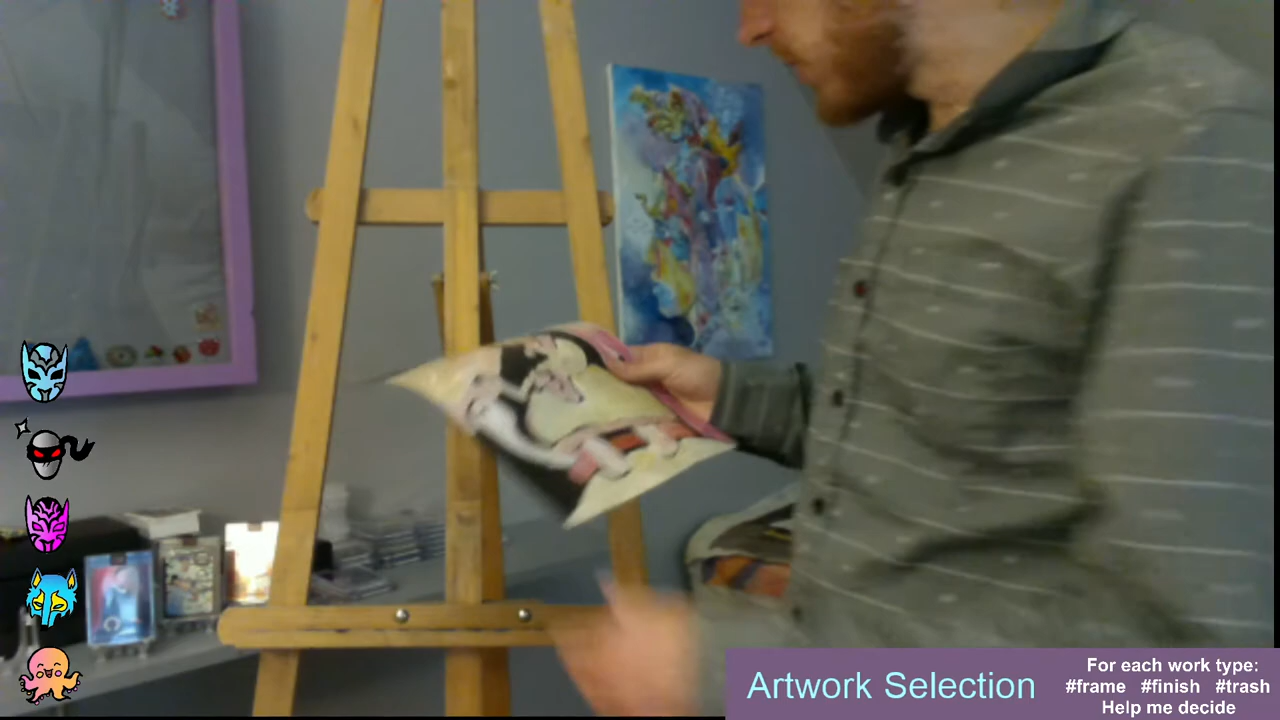 Artwork Selection
For each work type:
#frame #finish #trash
Help me decide